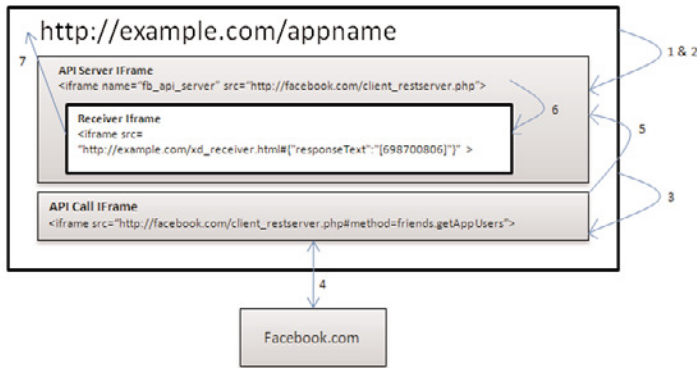 http://example.com/appname
7
1 & 2
API Server IFrame
<iframe name="fb_api_server" src="http://facebook.com/client_restserver.php">
6
Receiver Iframe
<iframe src=
"http://example.com/xd_receiver.html#{"responseText":"[698700806]"}" >
5
API Call IFrame
<iframe src="http://facebook.com/client_restserver.php#method=friends.getAppUsers">
3
4
Facebook.com